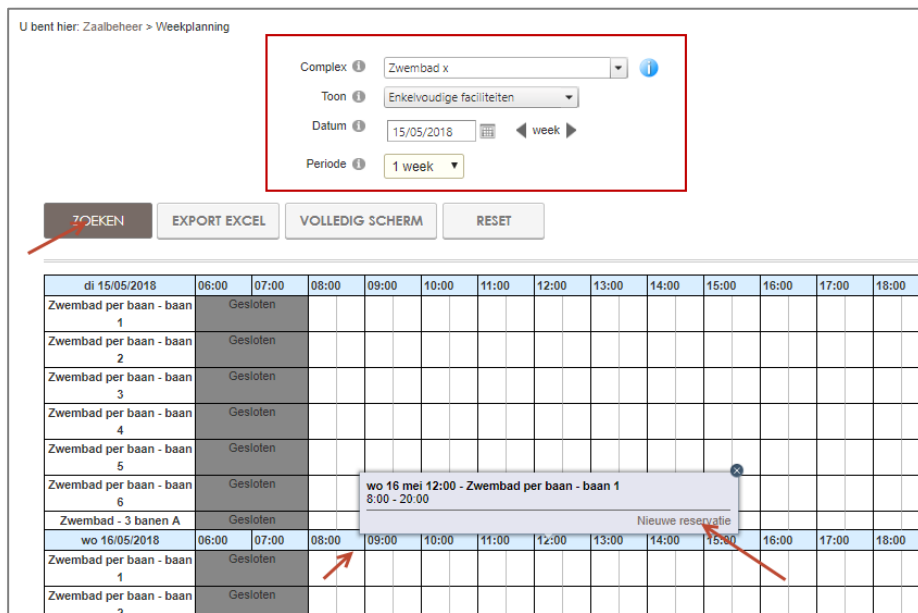 U bent hier: Zaalbeheer > Weekplanning
Complex Zwembad x
Toon Enkelvoudige faciliteiten
Datum 15/05/2018 week
Periode 1 week
ZOEKEN EXPORT EXCEL VOLLEDIG SCHERM RESET
di 15/05/2018 06:00 07:00 08:00 09:00 10:00 11:00 12:00 13:00 14:00 15:00 16:00 17:00 18:00
Zwembad per baan - baan Gesloten
1
Zwembad per baan - baan Gesloten
2
Zwembad per baan - baan Gesloten
3
Zwembad per baan - baan Gesloten
4
Zwembad per baan - baan Gesloten
5
Zwembad per baan - baan Gesloten
6
wo 16 mei 12:00 - Zwembad per baan - baan 1
8:00 - 20:00
Nieuwe reservatie
Zwembad - 3 banen A Gesloten
wo 16/05/2018 06:00 07:00 08:00 09:00 10:00 11:00 12:00 13:00 14:00 15:00 16:00 17:00 18:00
Zwembad per baan - baan Gesloten
1
Zwembad per baan - baan Gesloten
2